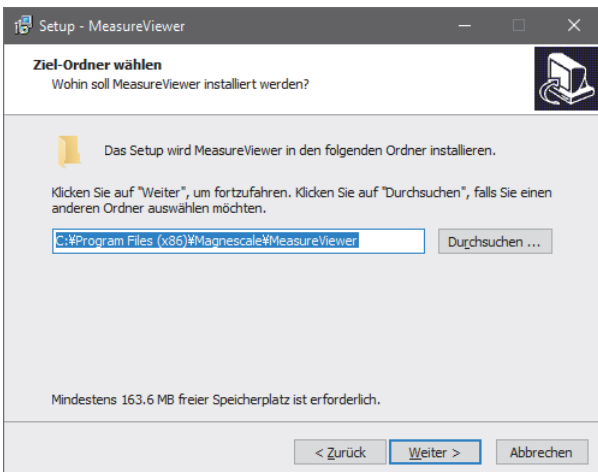 Setup - MeasureViewer
Ziel-Ordner wählen
Wohin soll MeasureViewer installiert werden?
Das Setup wird MeasureViewer in den folgenden Ordner installieren.
Klicken Sie auf "Weiter", um fortzufahren. Klicken Sie auf "Durchsuchen", falls Sie einen
anderen Ordner auswählen möchten.
C:¥Program Files (x86)¥Magnescale¥MeasureViewer
Durchsuchen ...
Mindestens 163.6 MB freier Speicherplatz ist erforderlich.
< Zurück
Weiter >
Abbrechen